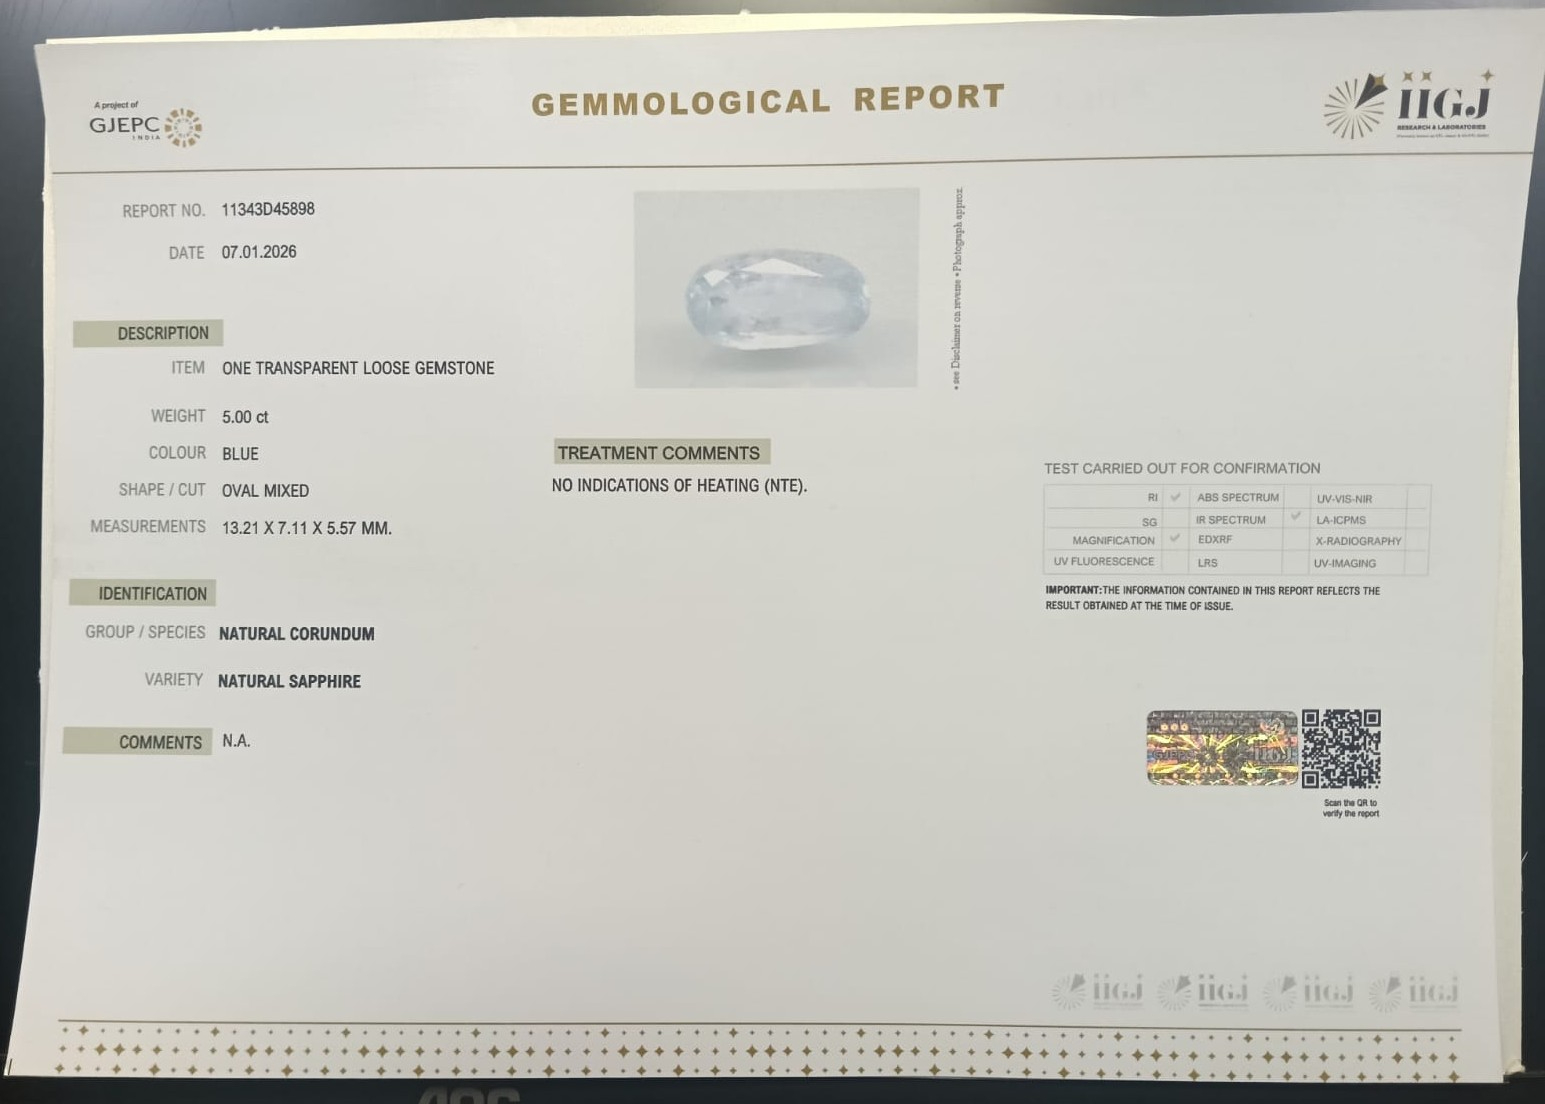 A project of
GJEPC
INDIA
GEMMOLOGICAL REPORT
IIGJ
RESEARCH & LABORATORIES
REPORT NO. 11343D45898
DATE 07.01.2026
• see Disclaimer on reverse • Photograph approx.
DESCRIPTION
ITEM ONE TRANSPARENT LOOSE GEMSTONE
WEIGHT 5.00 ct
COLOUR BLUE
SHAPE / CUT OVAL MIXED
MEASUREMENTS 13.21 X 7.11 X 5.57 MM.
IDENTIFICATION
GROUP / SPECIES NATURAL CORUNDUM
VARIETY NATURAL SAPPHIRE
COMMENTS N.A.
TREATMENT COMMENTS
NO INDICATIONS OF HEATING (NTE).
TEST CARRIED OUT FOR CONFIRMATION
RI ✓ ABS SPECTRUM UV-VIS-NIR
SG IR SPECTRUM ✓ LA-ICPMS
MAGNIFICATION ✓ EDXRF X-RADIOGRAPHY
UV FLUORESCENCE LRS UV-IMAGING
IMPORTANT:THE INFORMATION CONTAINED IN THIS REPORT REFLECTS THE
RESULT OBTAINED AT THE TIME OF ISSUE.
GJEPC IIGJ
Scan the QR to
verify the report
IIGJ IIGJ IIGJ IIGJ